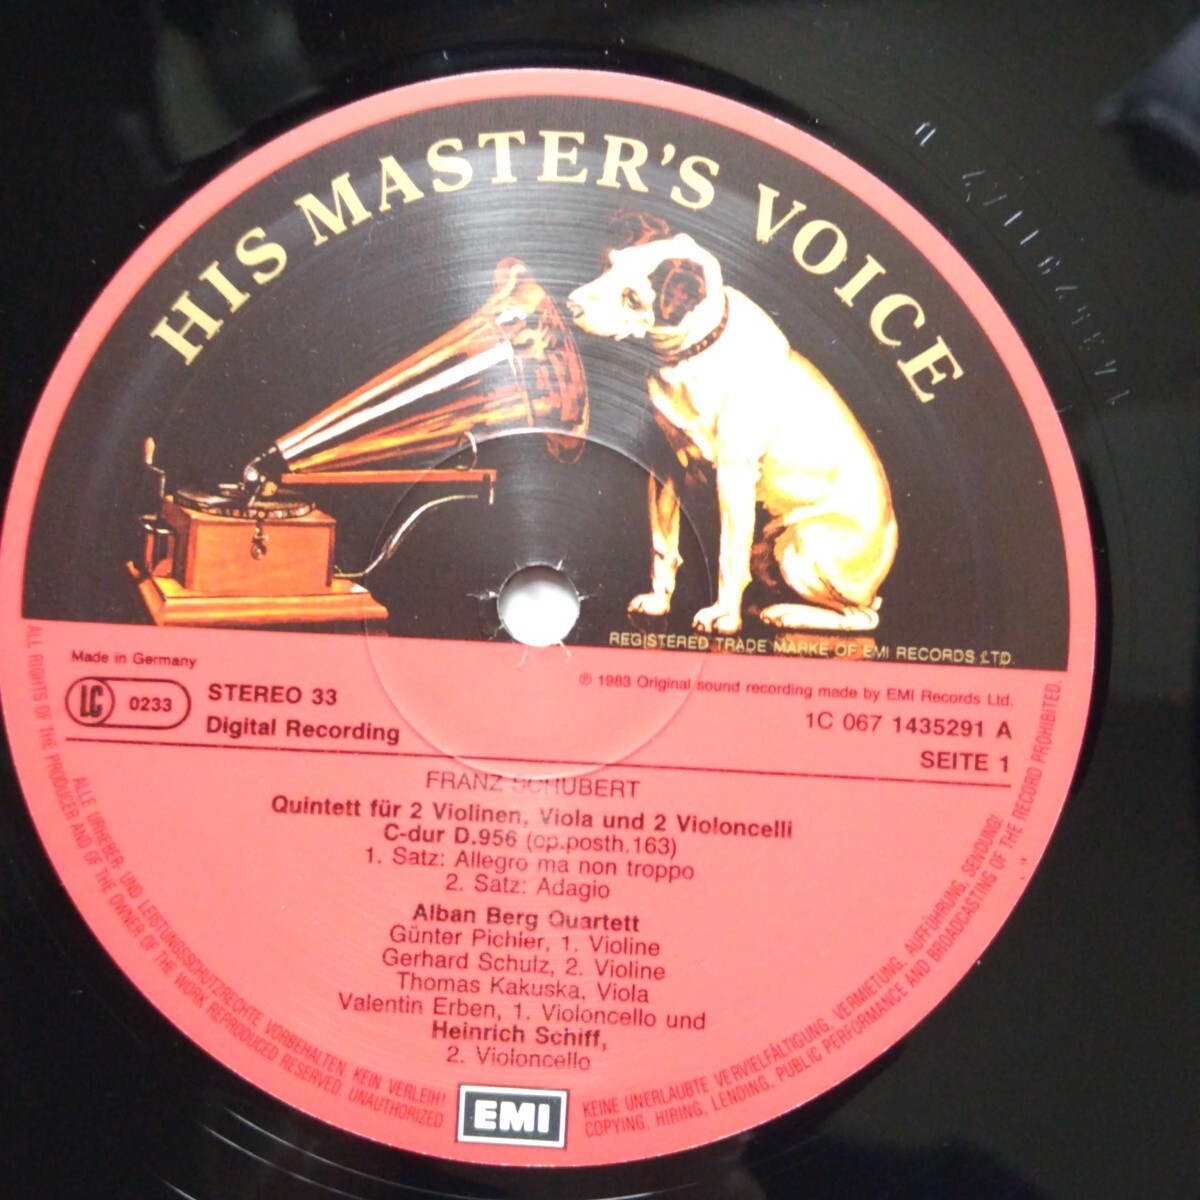 HIS MASTER'S VOICE
REGISTERED TRADE MARKE OF EMI RECORDS LTD.
Made in Germany
℗ 1983 Original sound recording made by EMI Records Ltd.
LC 0233
STEREO 33
1C 067 1435291 A
Digital Recording
SEITE 1
FRANZ SCHUBERT
Quintett für 2 Violinen, Viola und 2 Violoncelli
C-dur D.956 (op.posth.163)
1. Satz: Allegro ma non troppo
2. Satz: Adagio
Alban Berg Quartett
Günter Pichler, 1. Violine
Gerhard Schulz, 2. Violine
Thomas Kakuska, Viola
Valentin Erben, 1. Violoncello und
Heinrich Schiff,
2. Violoncello
EMI
ALLE URHEBER- UND LEISTUNGSSCHUTZRECHTE VORBEHALTEN. KEIN VERLEIH! KEINE UNERLAUBTE VERVIELFÄLTIGUNG, VERMIETUNG, AUFFÜHRUNG, SENDUNG!
ALL RIGHTS OF THE PRODUCER AND OF THE OWNER OF THE WORK REPRODUCED RESERVED. UNAUTHORIZED COPYING, HIRING, LENDING, PUBLIC PERFORMANCE AND BROADCASTING OF THE RECORD PROHIBITED.